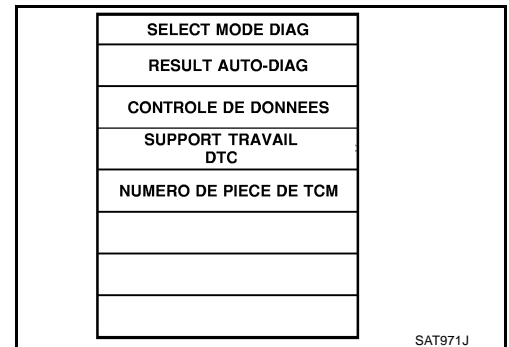 SELECT MODE DIAG
RESULT AUTO-DIAG
CONTROLE DE DONNEES
SUPPORT TRAVAIL
DTC
NUMERO DE PIECE DE TCM
SAT971J